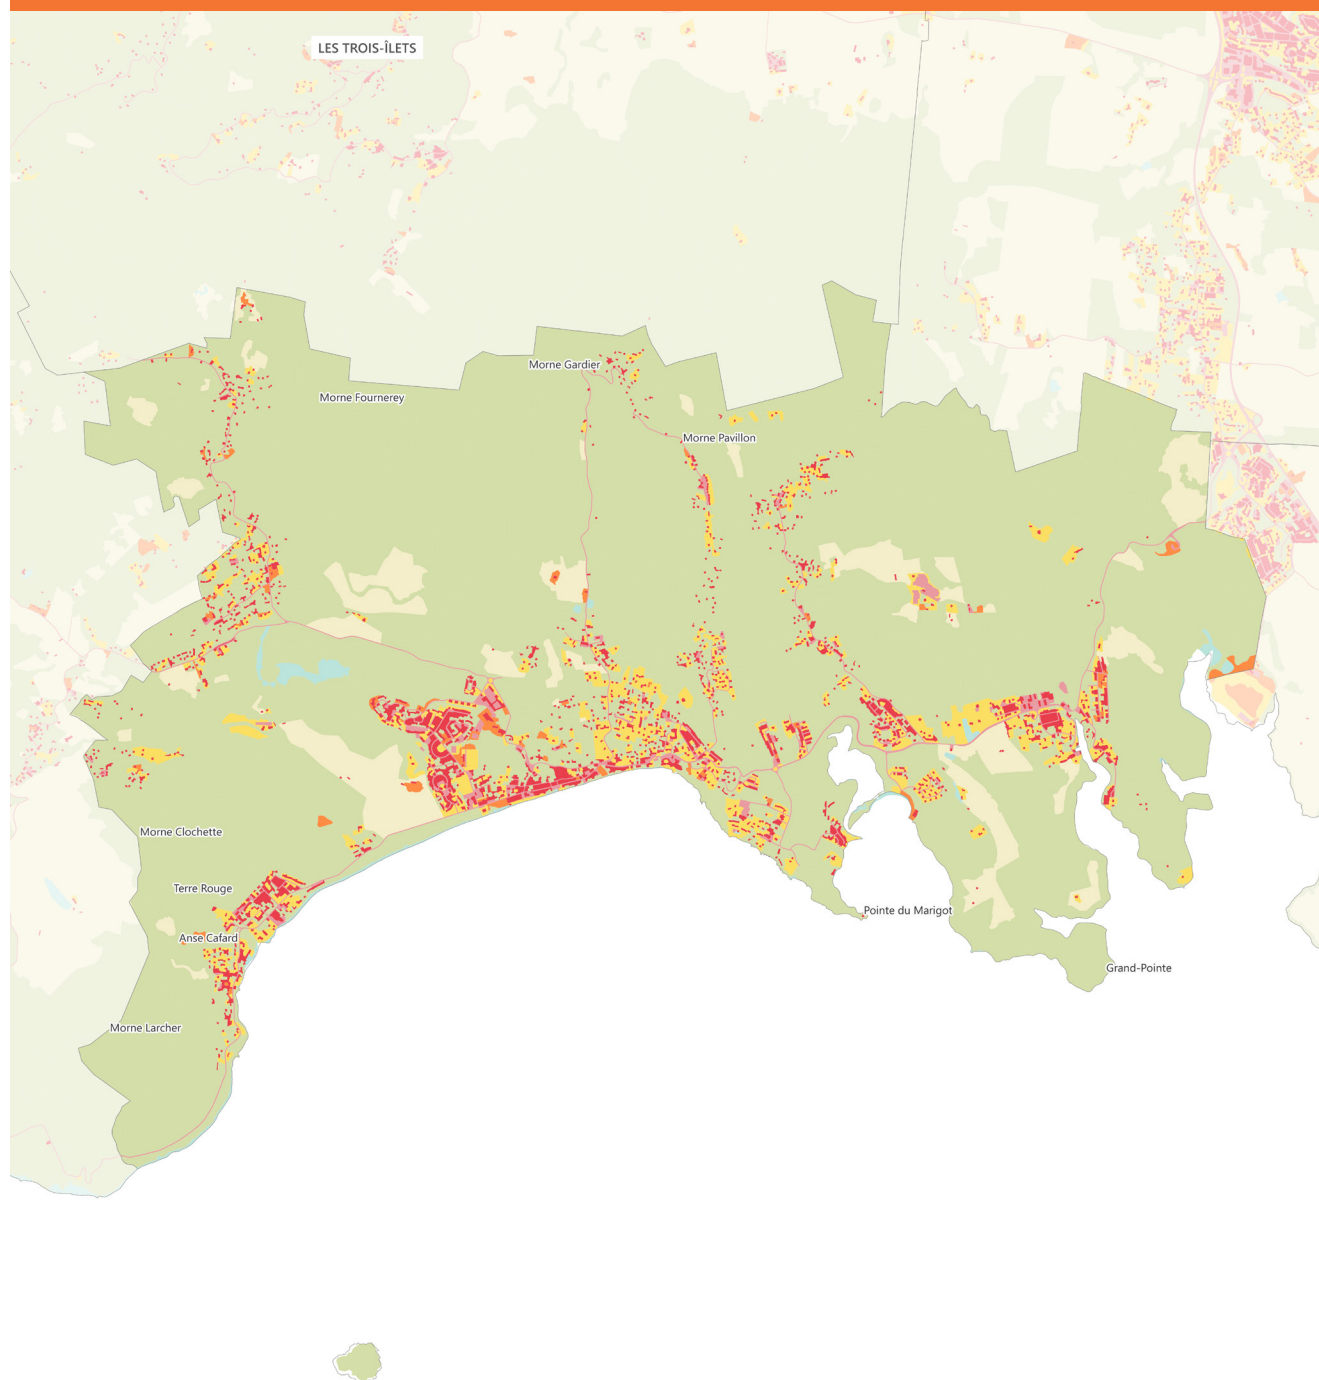 LES TROIS-ÎLETS
Morne Gardier
Morne Fournerey
Morne Pavillon
Morne Clochette
Terre Rouge
Pointe du Marigot
Anse Cafard
Grand-Pointe
Morne Larcher